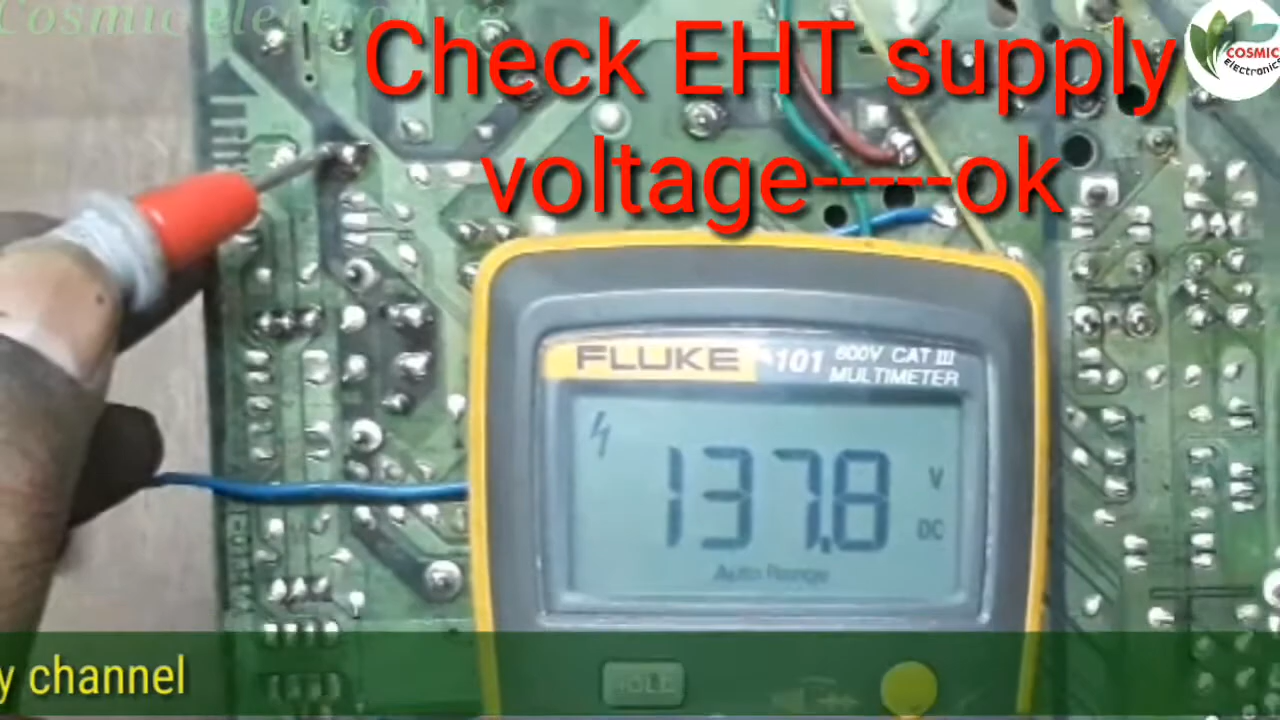 Cosmic electronics
Check EHT supply
voltage-----ok
COSMIC
Electronics
FLUKE
101
600V CAT III
MULTIMETER
137.8
V
DC
Auto Range
HOLD
y channel